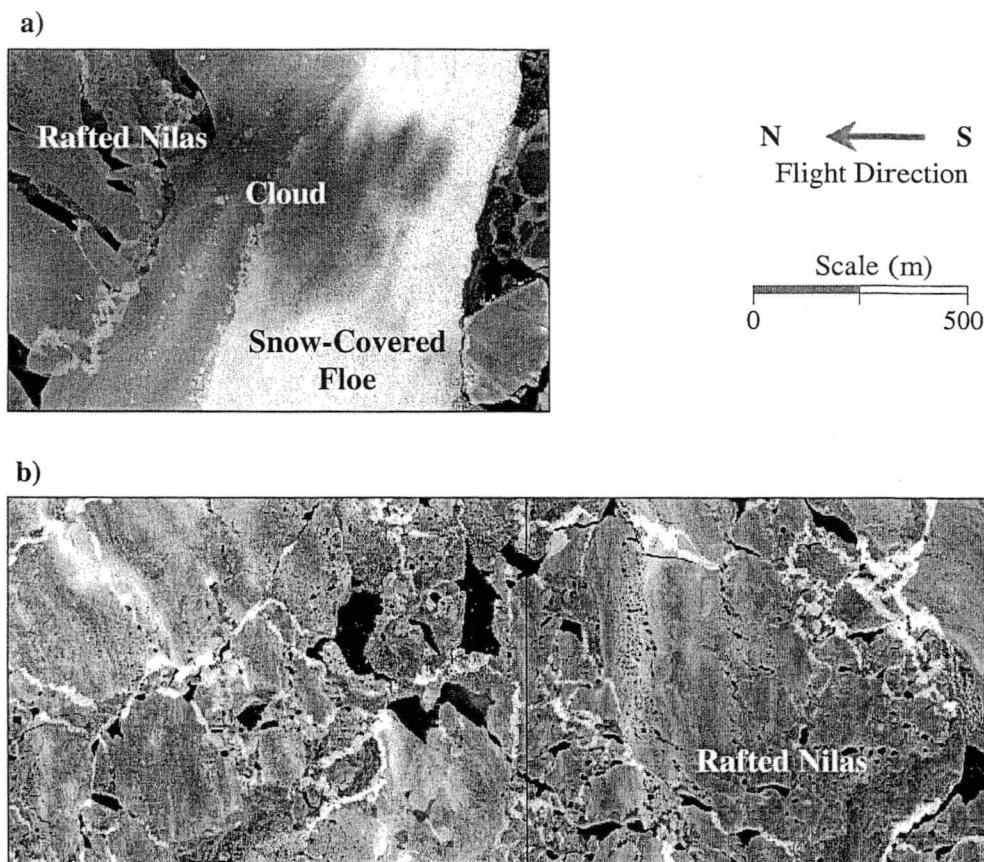 a)
Rafted Nilas
Cloud
Snow-Covered
Floe
N S
Flight Direction
Scale (m)
0 500
b)
Rafted Nilas